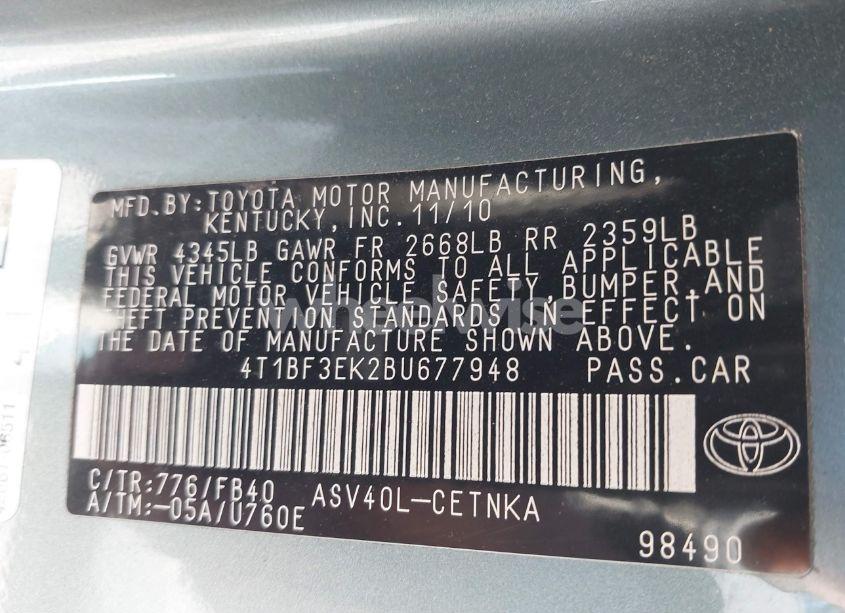 MFD.BY:TOYOTA MOTOR MANUFACTURING,
KENTUCKY,INC.11/10
GVWR 4345LB GAWR FR 2668LB RR 2359LB
THIS VEHICLE CONFORMS TO ALL APPLICABLE
FEDERAL MOTOR VEHICLE SAFETY,BUMPER,AND
THEFT PREVENTION STANDARDS IN EFFECT ON
THE DATE OF MANUFACTURE SHOWN ABOVE.
4T1BF3EK2BU677948 PASS.CAR
C/TR:776/FB40 ASV40L-CETNKA
A/TM:-05A/U760E
98490
wheelwise